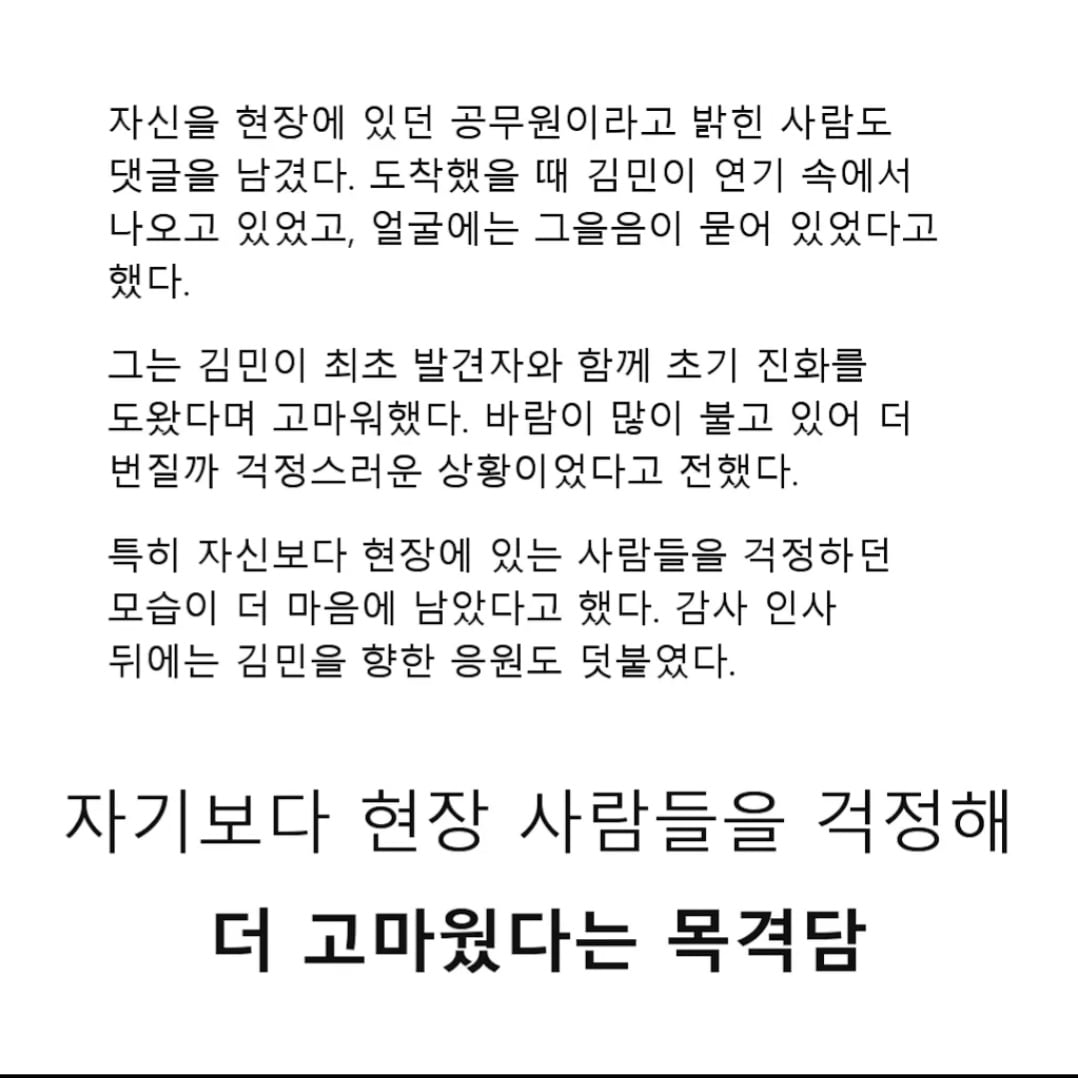 자신을 현장에 있던 공무원이라고 밝힌 사람도
댓글을 남겼다. 도착했을 때 김민이 연기 속에서
나오고 있었고, 얼굴에는 그을음이 묻어 있었다고
했다.
그는 김민이 최초 발견자와 함께 초기 진화를
도왔다며 고마워했다. 바람이 많이 불고 있어 더
번질까 걱정스러운 상황이었다고 전했다.
특히 자신보다 현장에 있는 사람들을 걱정하던
모습이 더 마음에 남았다고 했다. 감사 인사
뒤에는 김민을 향한 응원도 덧붙였다.
자기보다 현장 사람들을 걱정해
더 고마웠다는 목격담